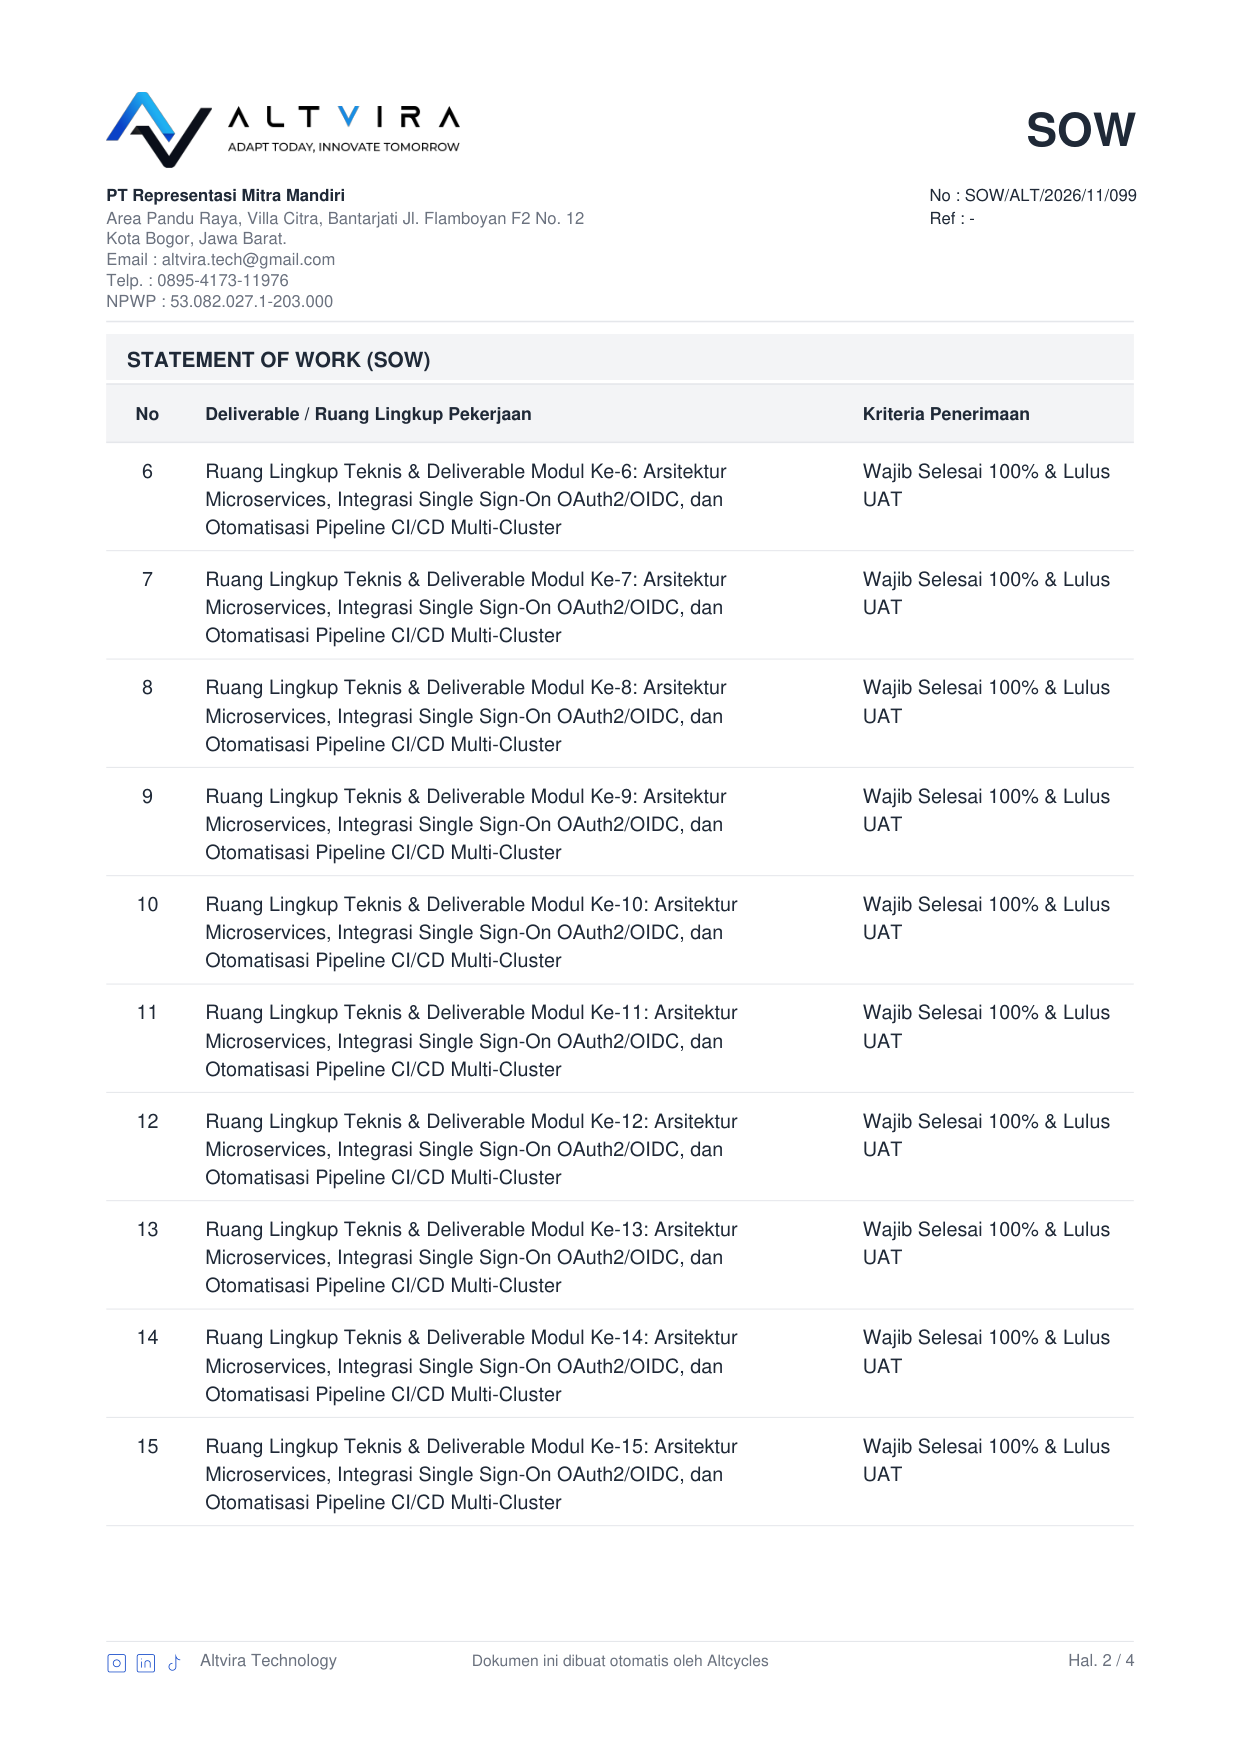 ALTVIRA
ADAPT TODAY, INNOVATE TOMORROW
SOW
PT Representasi Mitra Mandiri
Area Pandu Raya, Villa Citra, Bantarjati Jl. Flamboyan F2 No. 12
Kota Bogor, Jawa Barat.
Email : altvira.tech@gmail.com
Telp. : 0895-4173-11976
NPWP : 53.082.027.1-203.000
No : SOW/ALT/2026/11/099
Ref : -
STATEMENT OF WORK (SOW)
No Deliverable / Ruang Lingkup Pekerjaan Kriteria Penerimaan
6 Ruang Lingkup Teknis & Deliverable Modul Ke-6: Arsitektur Wajib Selesai 100% & Lulus
Microservices, Integrasi Single Sign-On OAuth2/OIDC, dan UAT
Otomatisasi Pipeline CI/CD Multi-Cluster
7 Ruang Lingkup Teknis & Deliverable Modul Ke-7: Arsitektur Wajib Selesai 100% & Lulus
Microservices, Integrasi Single Sign-On OAuth2/OIDC, dan UAT
Otomatisasi Pipeline CI/CD Multi-Cluster
8 Ruang Lingkup Teknis & Deliverable Modul Ke-8: Arsitektur Wajib Selesai 100% & Lulus
Microservices, Integrasi Single Sign-On OAuth2/OIDC, dan UAT
Otomatisasi Pipeline CI/CD Multi-Cluster
9 Ruang Lingkup Teknis & Deliverable Modul Ke-9: Arsitektur Wajib Selesai 100% & Lulus
Microservices, Integrasi Single Sign-On OAuth2/OIDC, dan UAT
Otomatisasi Pipeline CI/CD Multi-Cluster
10 Ruang Lingkup Teknis & Deliverable Modul Ke-10: Arsitektur Wajib Selesai 100% & Lulus
Microservices, Integrasi Single Sign-On OAuth2/OIDC, dan UAT
Otomatisasi Pipeline CI/CD Multi-Cluster
11 Ruang Lingkup Teknis & Deliverable Modul Ke-11: Arsitektur Wajib Selesai 100% & Lulus
Microservices, Integrasi Single Sign-On OAuth2/OIDC, dan UAT
Otomatisasi Pipeline CI/CD Multi-Cluster
12 Ruang Lingkup Teknis & Deliverable Modul Ke-12: Arsitektur Wajib Selesai 100% & Lulus
Microservices, Integrasi Single Sign-On OAuth2/OIDC, dan UAT
Otomatisasi Pipeline CI/CD Multi-Cluster
13 Ruang Lingkup Teknis & Deliverable Modul Ke-13: Arsitektur Wajib Selesai 100% & Lulus
Microservices, Integrasi Single Sign-On OAuth2/OIDC, dan UAT
Otomatisasi Pipeline CI/CD Multi-Cluster
14 Ruang Lingkup Teknis & Deliverable Modul Ke-14: Arsitektur Wajib Selesai 100% & Lulus
Microservices, Integrasi Single Sign-On OAuth2/OIDC, dan UAT
Otomatisasi Pipeline CI/CD Multi-Cluster
15 Ruang Lingkup Teknis & Deliverable Modul Ke-15: Arsitektur Wajib Selesai 100% & Lulus
Microservices, Integrasi Single Sign-On OAuth2/OIDC, dan UAT
Otomatisasi Pipeline CI/CD Multi-Cluster
Altvira Technology Dokumen ini dibuat otomatis oleh Altcycles Hal. 2 / 4